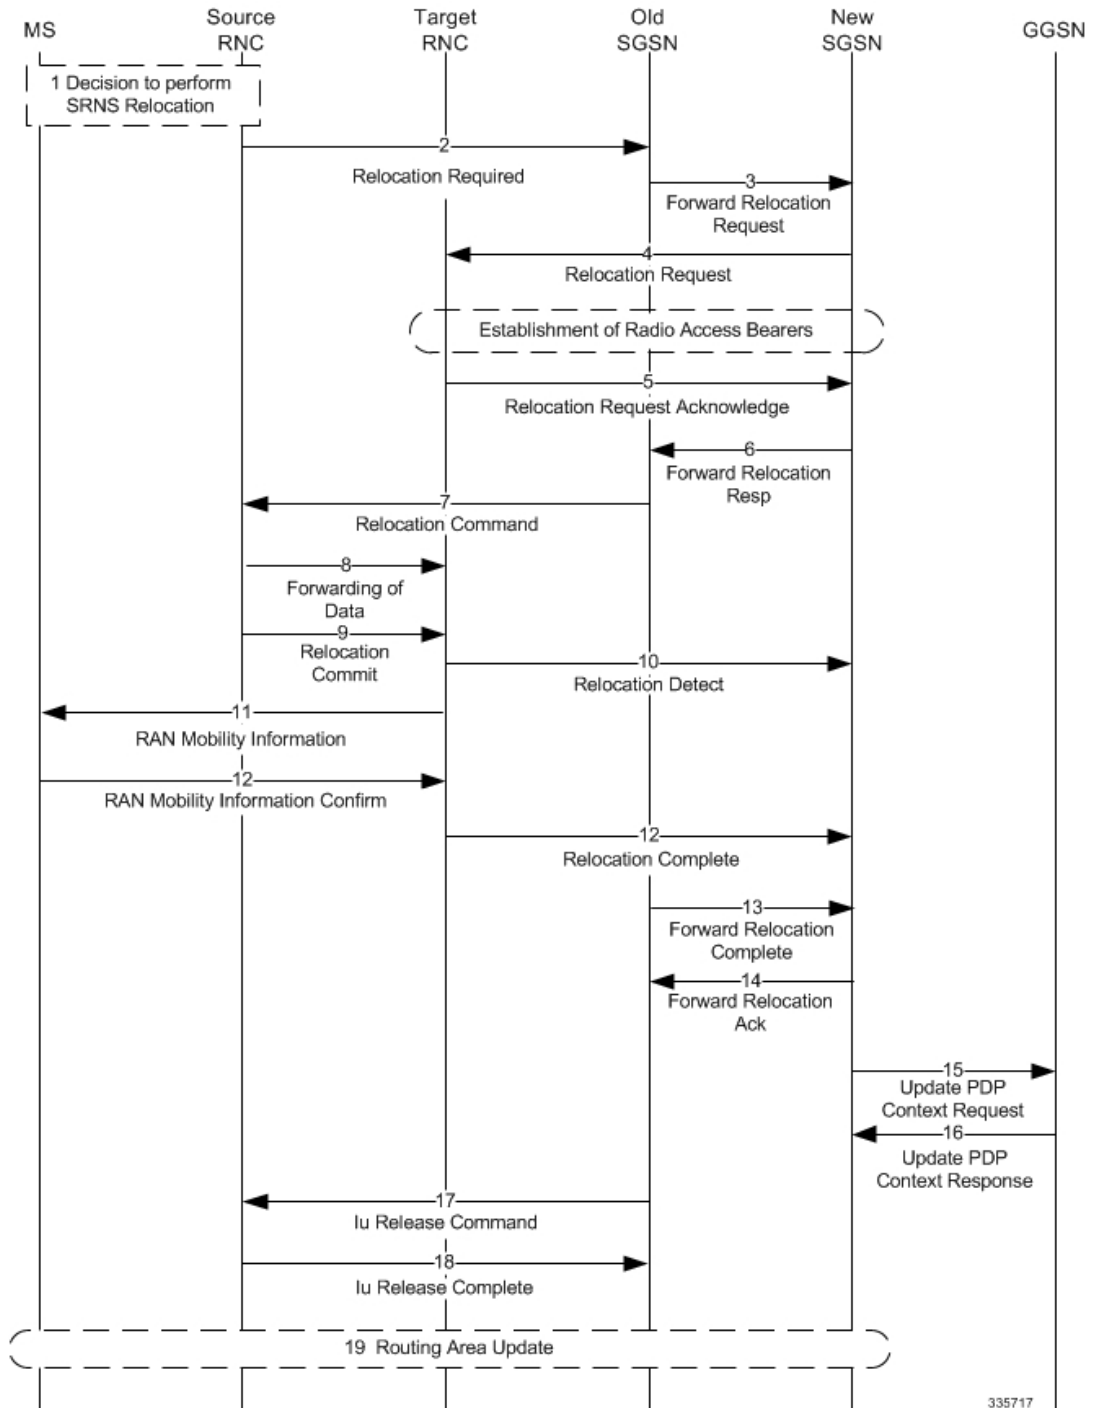 MS
Source
RNC
Target
RNC
Old
SGSN
New
SGSN
GGSN
1 Decision to perform
SRNS Relocation
2
Relocation Required
3
Forward Relocation
Request
4
Relocation Request
Establishment of Radio Access Bearers
5
Relocation Request Acknowledge
6
Forward Relocation
Resp
7
Relocation Command
8
Forwarding of
Data
9
Relocation
Commit
10
Relocation Detect
11
RAN Mobility Information
12
RAN Mobility Information Confirm
12
Relocation Complete
13
Forward Relocation
Complete
14
Forward Relocation
Ack
15
Update PDP
Context Request
16
Update PDP
Context Response
17
Iu Release Command
18
Iu Release Complete
19 Routing Area Update
335717